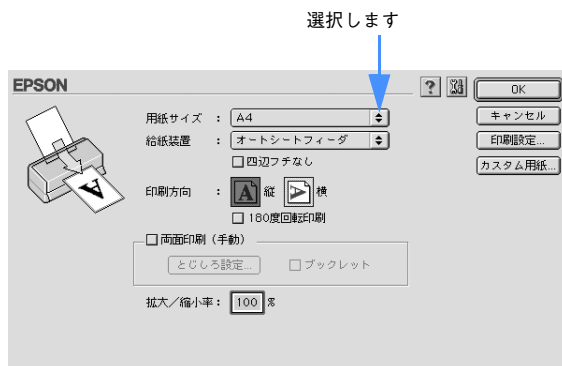 選択します
EPSON
? OK
用紙サイズ : A4 キャンセル
給紙装置 : オートシートフィーダ 印刷設定...
四辺フチなし カスタム用紙...
印刷方向 : A 縦 A 横
180度回転印刷
両面印刷(手動)
とじしろ設定... ブックレット
拡大/縮小率: 100 %
A